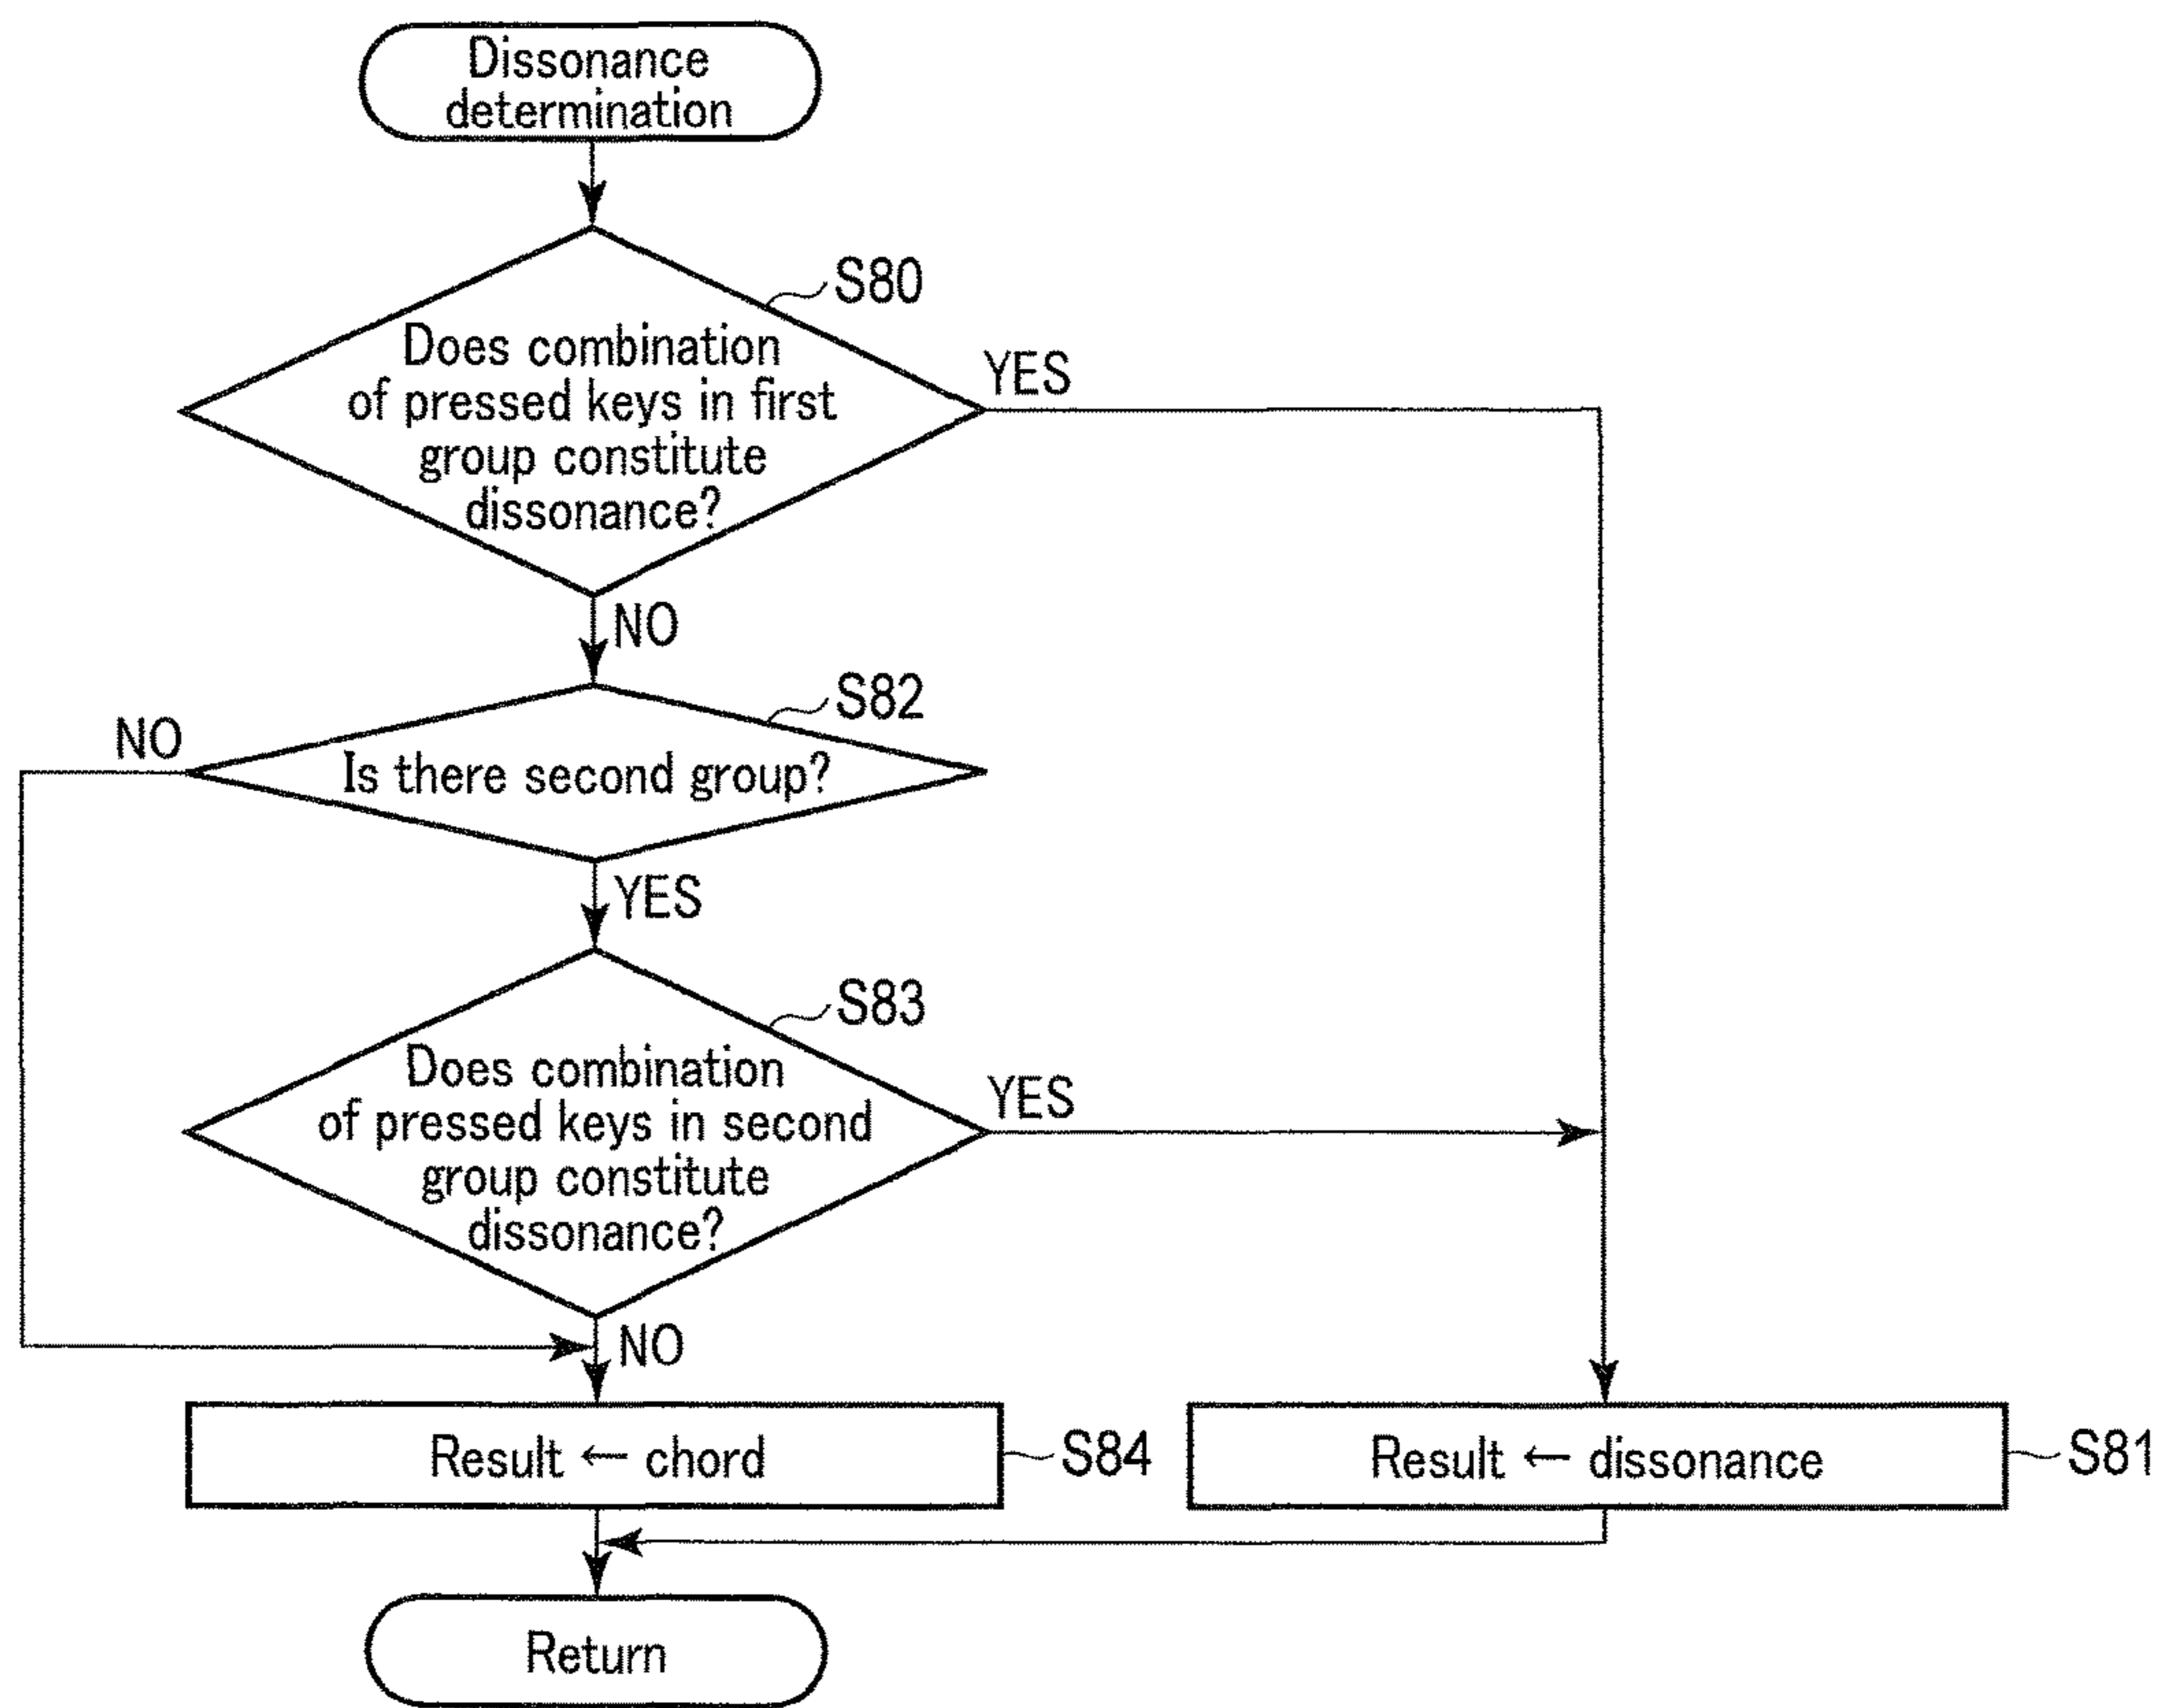 Dissonance
determination
S80
Does combination
of pressed keys in first
group constitute
dissonance?
YES
NO
S82
NO
Is there second group?
YES
S83
Does combination
of pressed keys in second
group constitute
dissonance?
YES
NO
Result ← chord
S84
Result ← dissonance
S81
Return